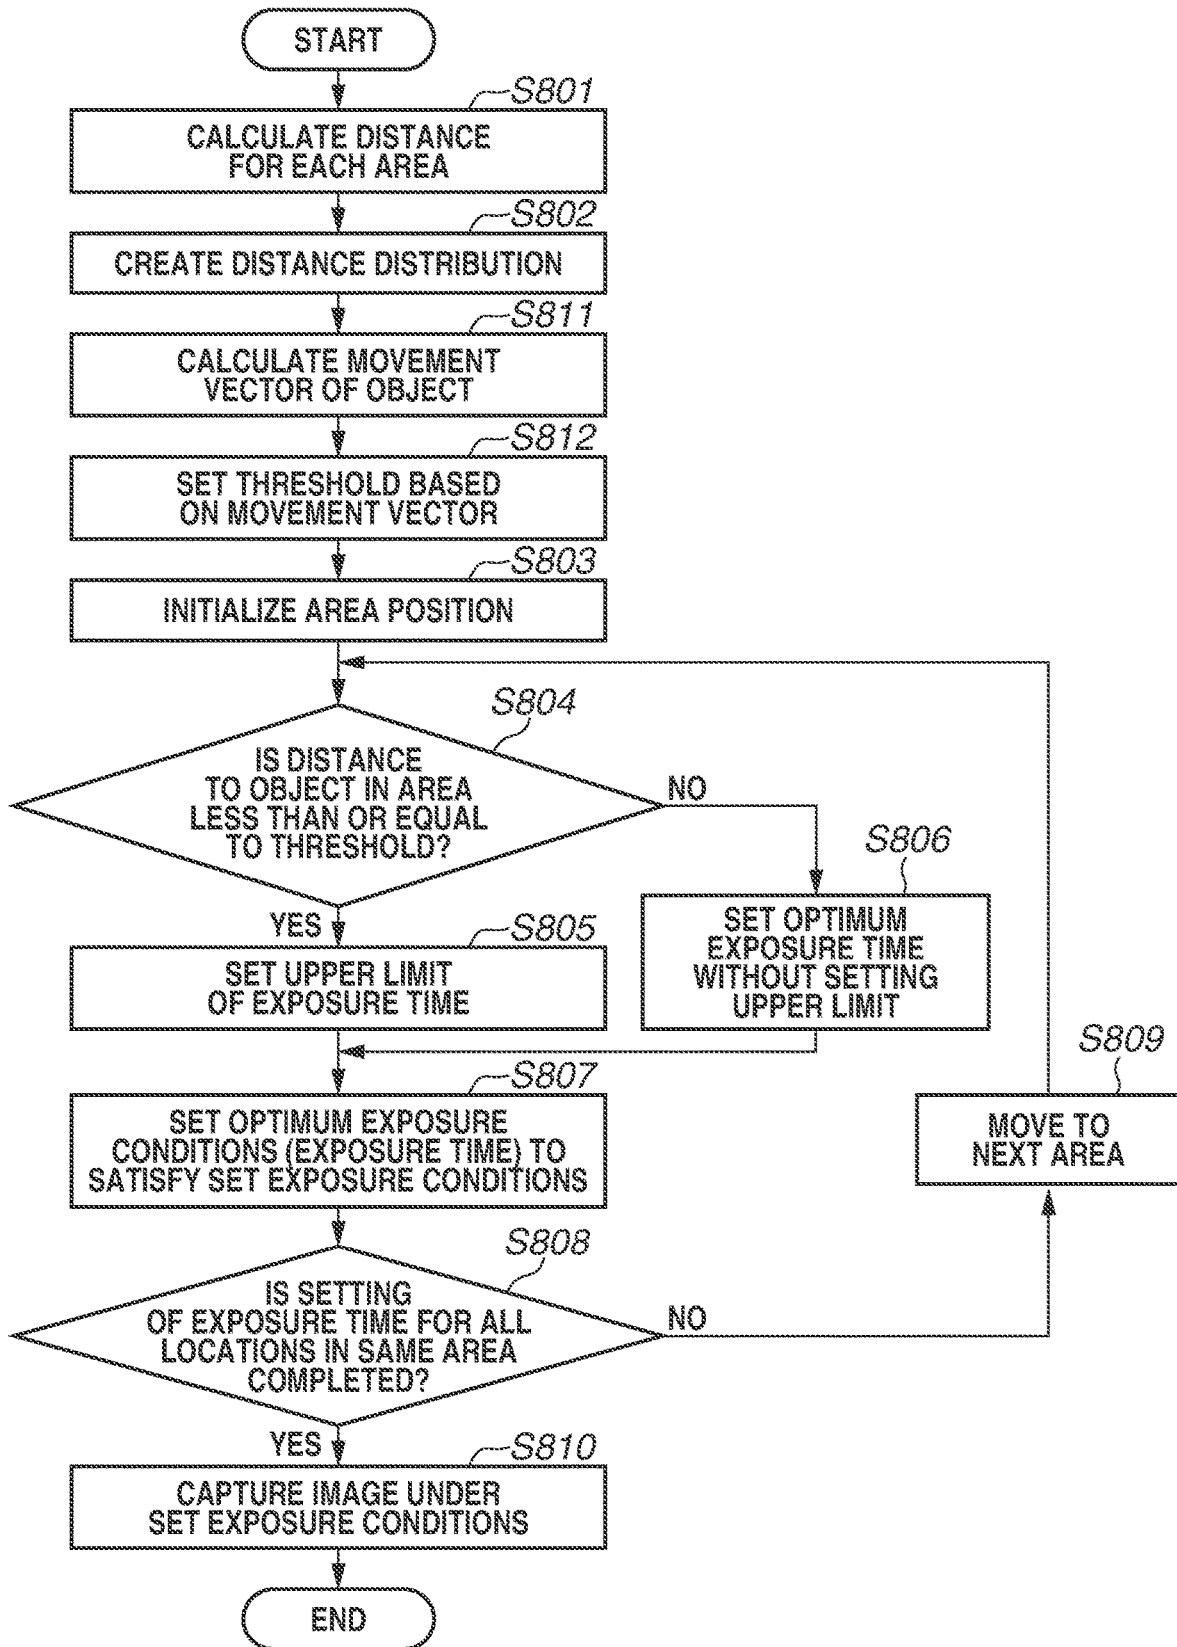 START
S801
CALCULATE DISTANCE
FOR EACH AREA
S802
CREATE DISTANCE DISTRIBUTION
S811
CALCULATE MOVEMENT
VECTOR OF OBJECT
S812
SET THRESHOLD BASED
ON MOVEMENT VECTOR
S803
INITIALIZE AREA POSITION
S804
IS DISTANCE
TO OBJECT IN AREA
LESS THAN OR EQUAL
TO THRESHOLD?
NO
YES
S805
SET UPPER LIMIT
OF EXPOSURE TIME
S806
SET OPTIMUM
EXPOSURE TIME
WITHOUT SETTING
UPPER LIMIT
S807
SET OPTIMUM EXPOSURE
CONDITIONS (EXPOSURE TIME) TO
SATISFY SET EXPOSURE CONDITIONS
S809
MOVE TO
NEXT AREA
S808
IS SETTING
OF EXPOSURE TIME FOR ALL
LOCATIONS IN SAME AREA
COMPLETED?
NO
YES
S810
CAPTURE IMAGE UNDER
SET EXPOSURE CONDITIONS
END